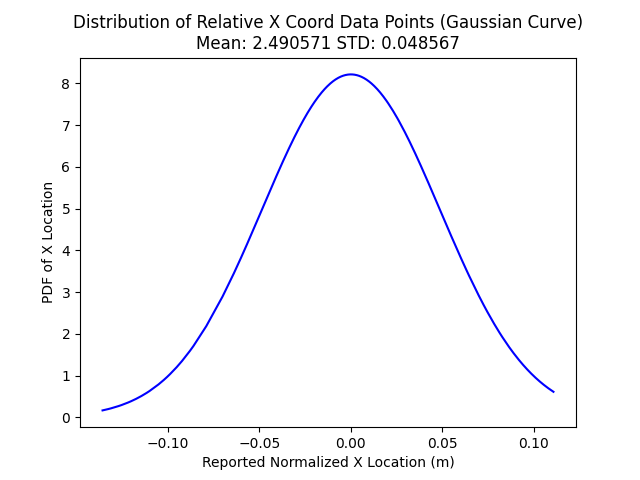 Distribution of Relative X Coord Data Points (Gaussian Curve)
Mean: 2.490571 STD: 0.048567
8
7
6
5
4
3
2
1
0
PDF of X Location
−0.10 −0.05 0.00 0.05 0.10
Reported Normalized X Location (m)